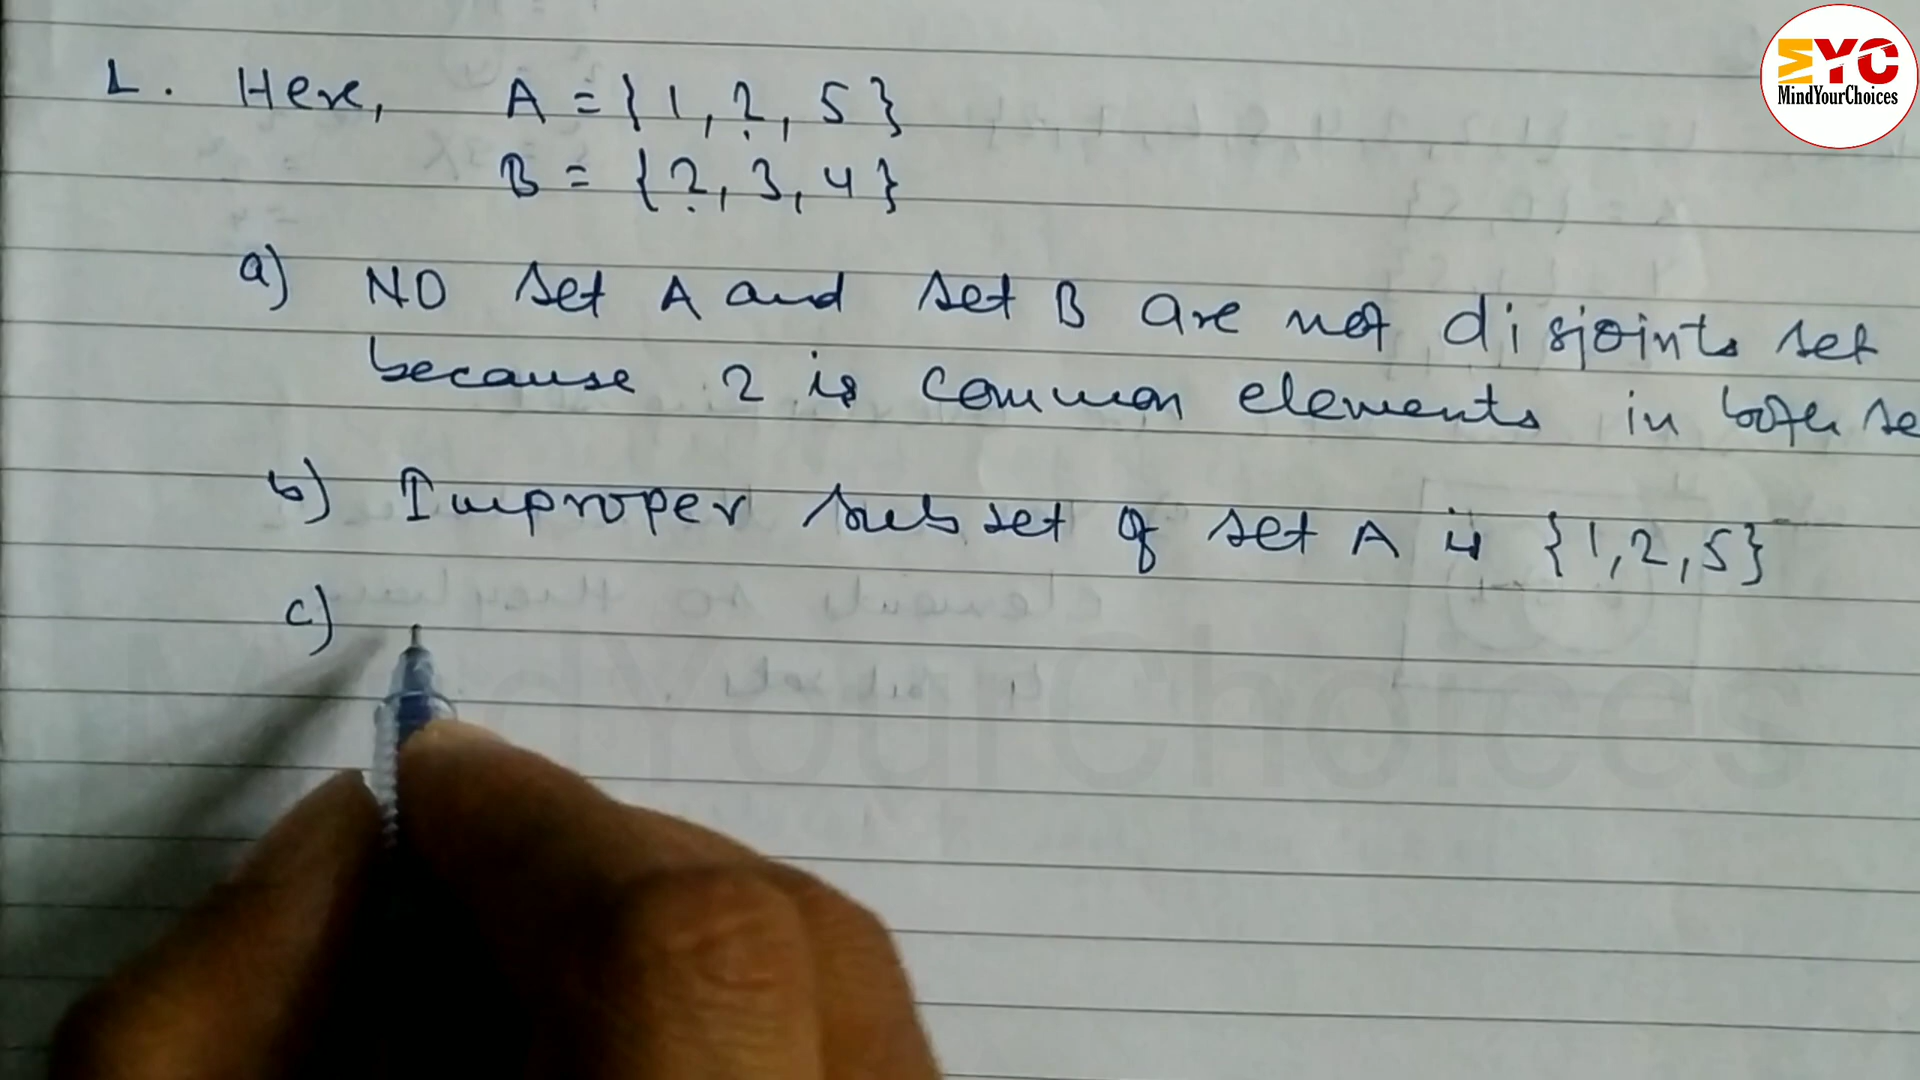 MYC
MindYourChoices
1. Here, A = {1, 2, 5}
B = {2, 3, 4}
a) NO set A and set B are not disjoints set
because 2 is common elements in both se
b) Improper subset of set A is {1,2,5}
c)
MindYourChoices